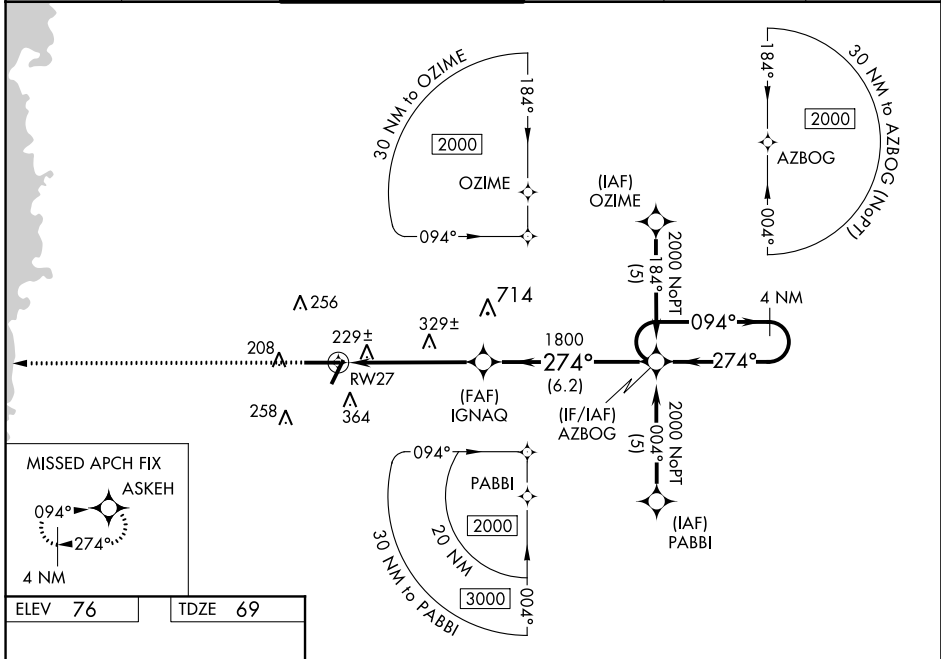 30 NM to OZIME
184°
2000
OZIME
094°
184°
30 NM to AZBOG (NoPT)
2000
AZBOG
004°
(IAF)
OZIME
2000 NoPT
184°
(5)
4 NM
094°
274°
256
714
329±
229±
208
RW27
1800
274°
(6.2)
(FAF)
IGNAQ
(IF/IAF)
AZBOG
258
364
2000 NoPT
004°
(5)
(IAF)
PABBI
094°
PABBI
2000
20 NM
3000
30 NM to PABBI
004°
MISSED APCH FIX
ASKEH
094°
274°
4 NM
ELEV 76
TDZE 69